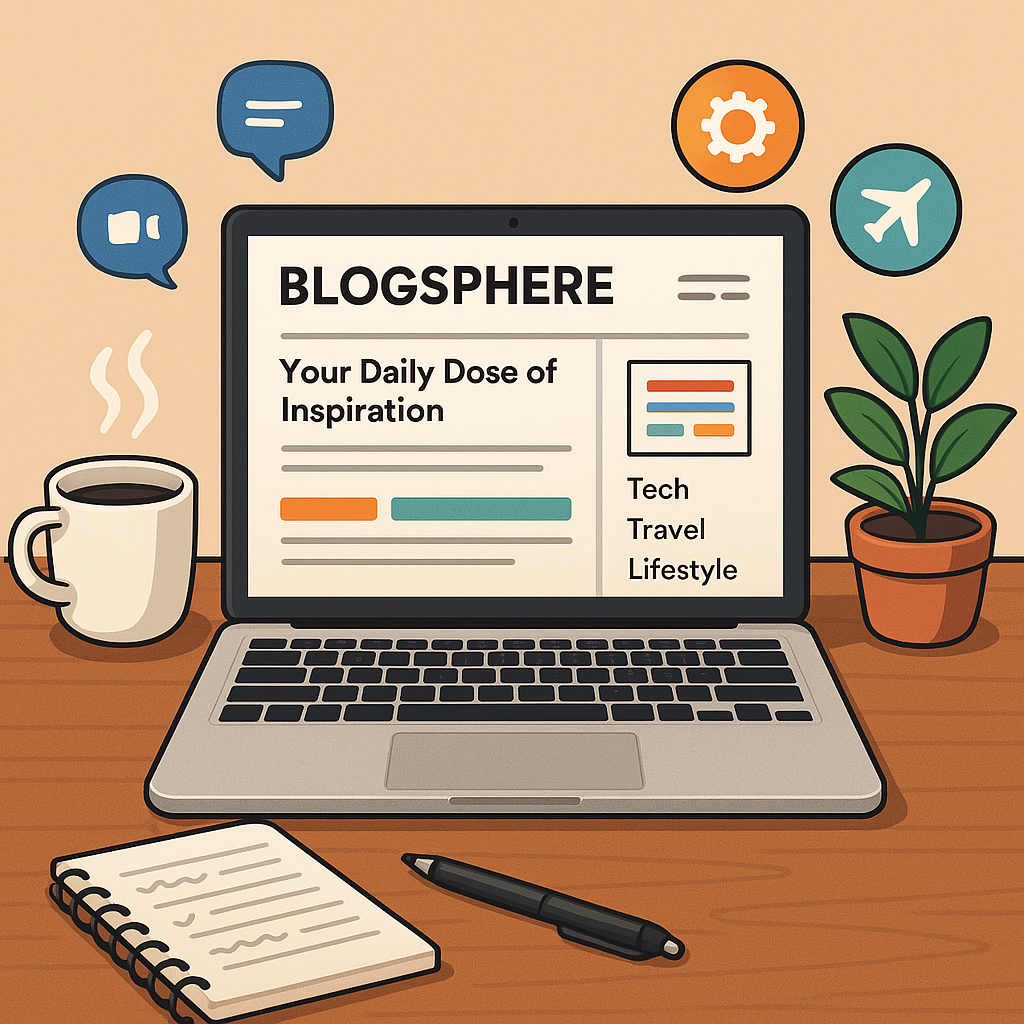 BLOGSPHERE
Your Daily Dose of
Inspiration
Tech
Travel
Lifestyle